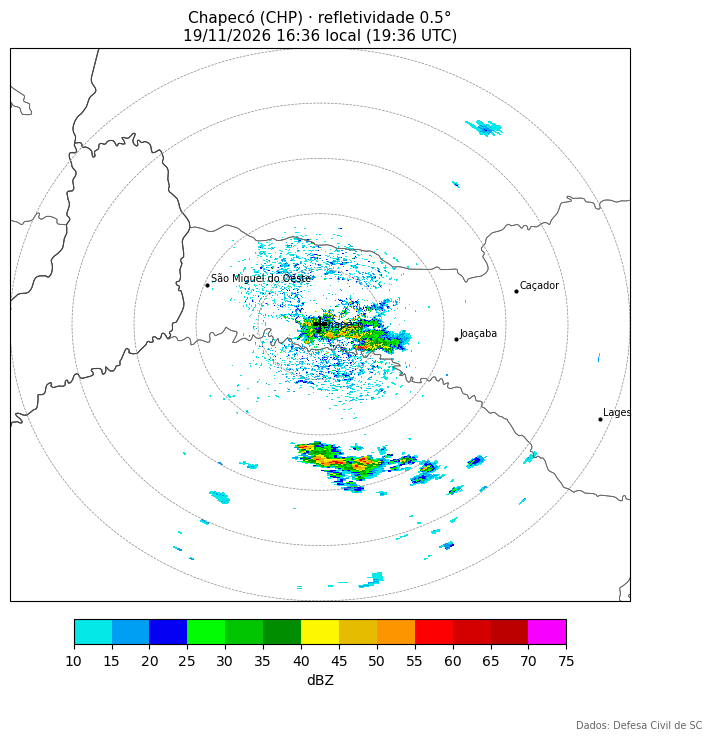 Chapecó (CHP) · refletividade 0.5°
19/11/2026 16:36 local (19:36 UTC)
São Miguel do Oeste
Caçador
Joaçaba
Lages
10 15 20 25 30 35 40 45 50 55 60 65 70 75
dBZ
Dados: Defesa Civil de SC